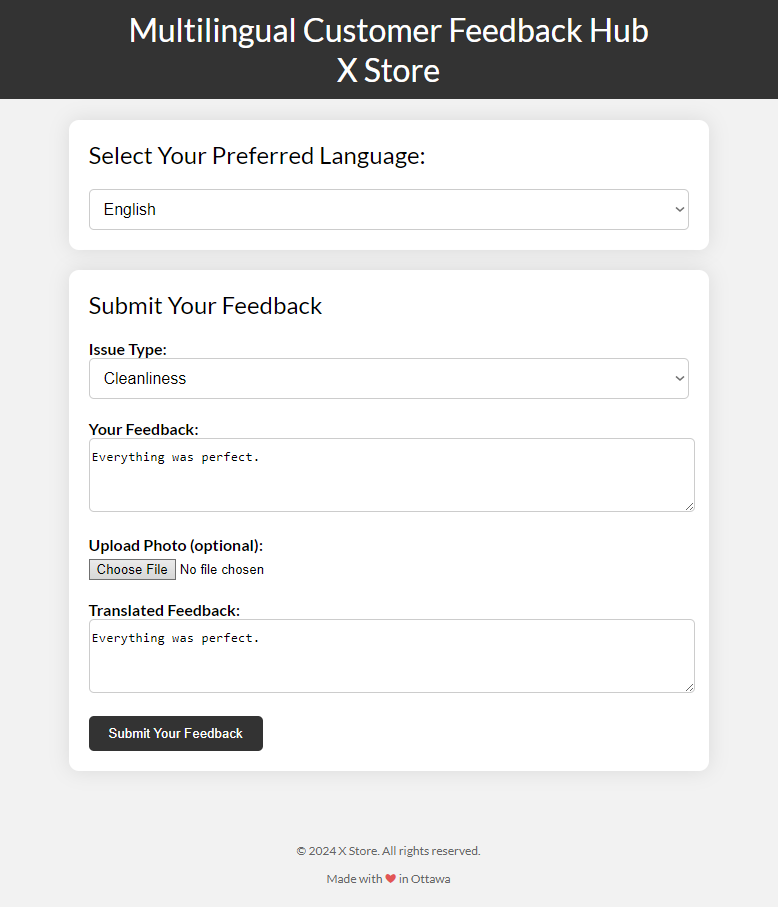 Multilingual Customer Feedback Hub
X Store
Select Your Preferred Language:
English
Submit Your Feedback
Issue Type:
Cleanliness
Your Feedback:
Everything was perfect.
Upload Photo (optional):
Choose File No file chosen
Translated Feedback:
Everything was perfect.
Submit Your Feedback
© 2024 X Store. All rights reserved.
Made with ❤ in Ottawa